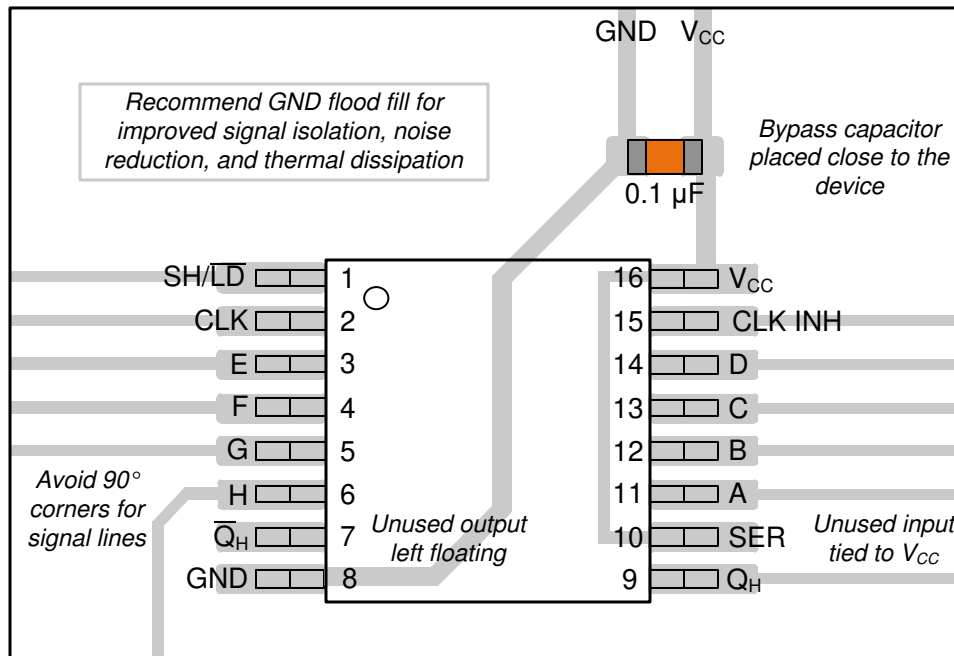 GND VCC
Recommend GND flood fill for
improved signal isolation, noise
reduction, and thermal dissipation
Bypass capacitor
placed close to the
device
0.1 µF
SH/L̅D̅ 1 16 VCC
CLK 2 15 CLK INH
E 3 14 D
F 4 13 C
G 5 12 B
H 6 11 A
Q̅H 7 10 SER
GND 8 9 QH
Avoid 90°
corners for
signal lines
Unused output
left floating
Unused input
tied to VCC